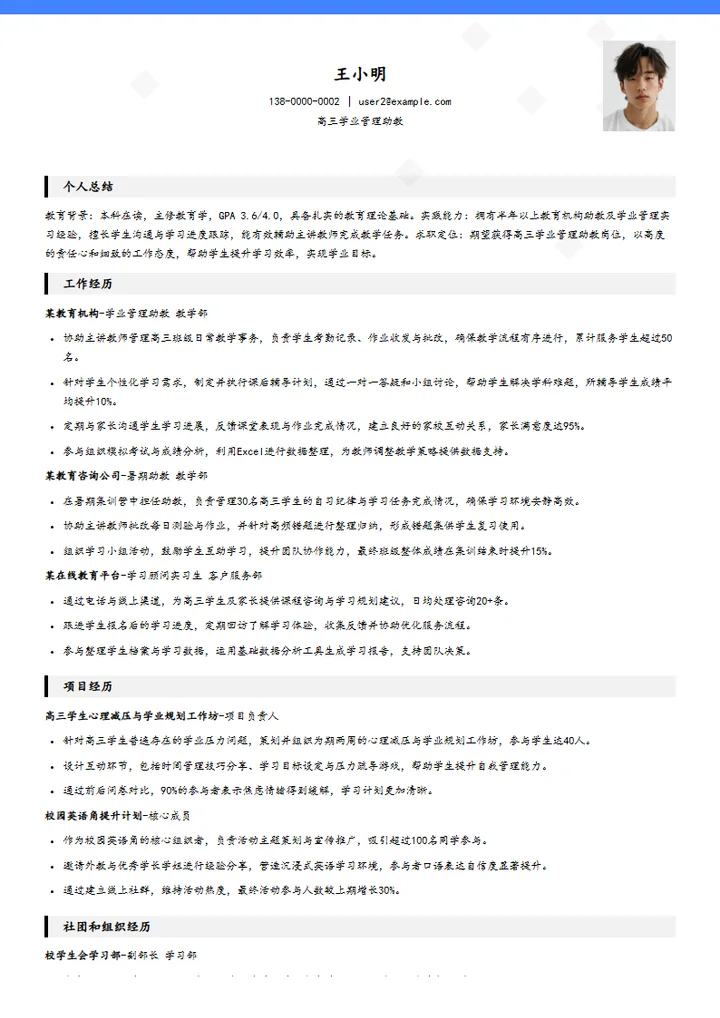 王小明
138-0000-0002 | user2@example.com
高三学业管理助教
个人总结
教育背景：本科在读，主修教育学，GPA 3.6/4.0，具备扎实的教育理论基础。实践能力：拥有半年以上教育机构助教及学业管理实
习经验，擅长学生沟通与学习进度跟踪，能有效辅助主讲教师完成教学任务。求职定位：期望获得高三学业管理助教岗位，以高度
的责任心和细致的工作态度，帮助学生提升学习效率，实现学业目标。
工作经历
某教育机构-学业管理助教 教学部
• 协助主讲教师管理高三班级日常教学事务，负责学生考勤记录、作业收发与批改，确保教学流程有序进行，累计服务学生超过50
名。
• 针对学生个性化学习需求，制定并执行课后辅导计划，通过一对一答疑和小组讨论，帮助学生解决学科难题，所辅导学生成绩平
均提升10%。
• 定期与家长沟通学生学习进展，反馈课堂表现与作业完成情况，建立良好的家校互动关系，家长满意度达95%。
• 参与组织模拟考试与成绩分析，利用Excel进行数据整理，为教师调整教学策略提供数据支持。
某教育咨询公司-暑期助教 教学部
• 在暑期集训营中担任助教，负责管理30名高三学生的自习纪律与学习任务完成情况，确保学习环境安静高效。
• 协助主讲教师批改每日测验与作业，并针对高频错题进行整理归纳，形成错题集供学生复习使用。
• 组织学习小组活动，鼓励学生互助学习，提升团队协作能力，最终班级整体成绩在集训结束时提升15%。
某在线教育平台-学习顾问实习生 客户服务部
• 通过电话与线上渠道，为高三学生及家长提供课程咨询与学习规划建议，日均处理咨询20+条。
• 跟进学生报名后的学习进度，定期回访了解学习体验，收集反馈并协助优化服务流程。
• 参与整理学生档案与学习数据，运用基础数据分析工具生成学习报告，支持团队决策。
项目经历
高三学生心理减压与学业规划工作坊-项目负责人
• 针对高三学生普遍存在的学业压力问题，策划并组织为期两周的心理减压与学业规划工作坊，参与学生达40人。
• 设计互动环节，包括时间管理技巧分享、学习目标设定与压力疏导游戏，帮助学生提升自我管理能力。
• 通过前后问卷对比，90%的参与者表示焦虑情绪得到缓解，学习计划更加清晰。
校园英语角提升计划-核心成员
• 作为校园英语角的核心组织者，负责活动主题策划与宣传推广，吸引超过100名同学参与。
• 邀请外教与优秀学长学姐进行经验分享，营造沉浸式英语学习环境，参与者口语表达自信度显著提升。
• 通过建立线上社群，维持活动热度，最终活动参与人数较上期增长30%。
社团和组织经历
校学生会学习部-副部长 学习部